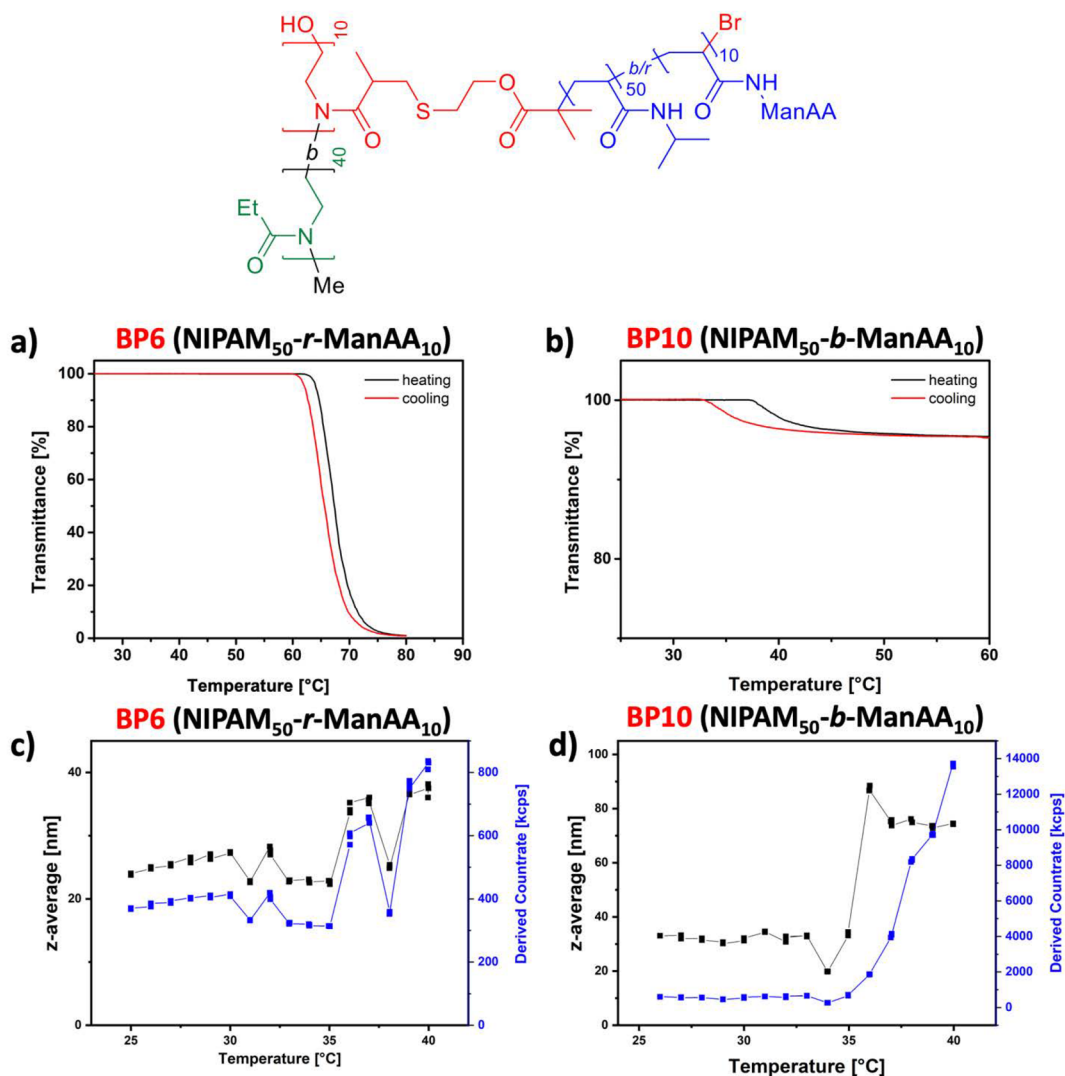 HO
10
Br
b/r
10
50
O
S
O
NH
N
O
O
O
NH
O
ManAA
b
40
Et
N
O
Me
a) BP6 (NIPAM50-r-ManAA10)
heating
cooling
Transmittance [%]
100
80
60
40
20
0
30 40 50 60 70 80 90
Temperature [°C]
b) BP10 (NIPAM50-b-ManAA10)
heating
cooling
Transmittance [%]
100
80
30 40 50 60
Temperature [°C]
c) BP6 (NIPAM50-r-ManAA10)
z-average [nm]
40
20
0
800
600
400
200
0
Derived Countrate [kcps]
25 30 35 40
Temperature [°C]
d) BP10 (NIPAM50-b-ManAA10)
z-average [nm]
100
80
60
40
20
0
14000
12000
10000
8000
6000
4000
2000
0
Derived Countrate [kcps]
25 30 35 40
Temperature [°C]